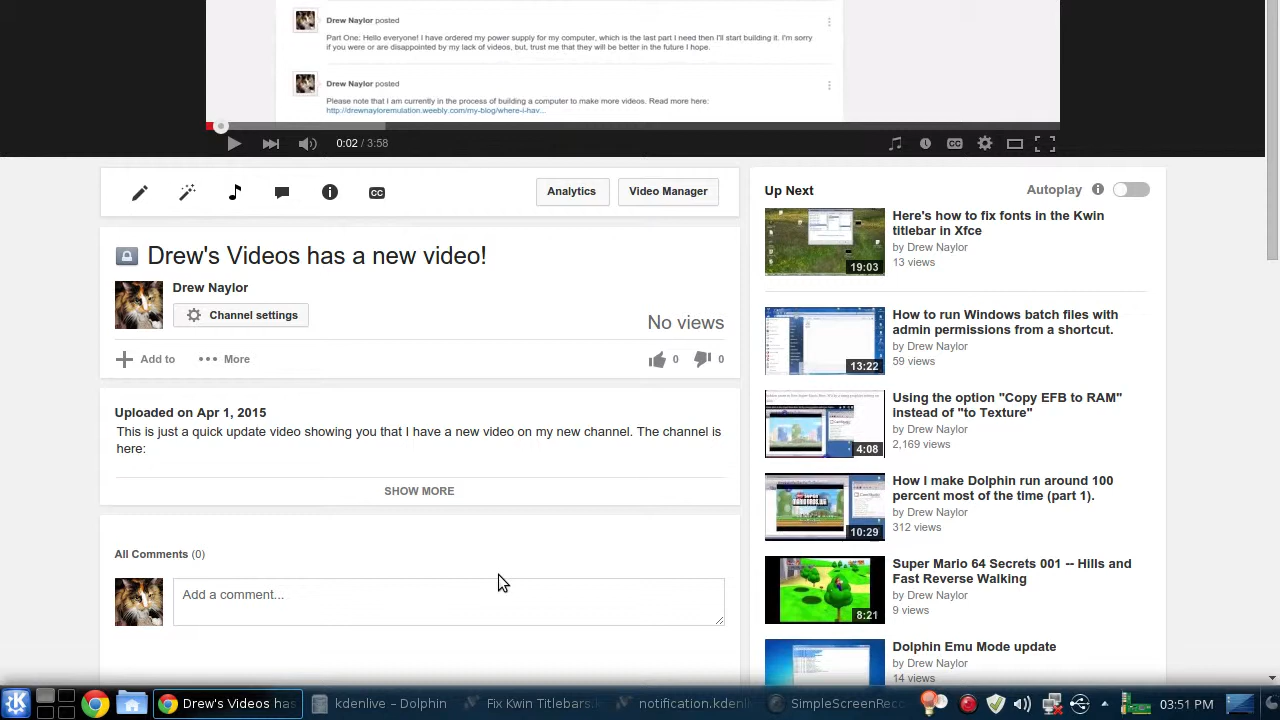 Drew Naylor posted
Part One: Hello everyone! I have ordered my power supply for my computer, which is the last part I need then I'll start building it. I'm sorry
if you were or are disappointed by my lack of videos, but, trust me that they will be better in the future I hope.
Drew Naylor posted
Please note that I am currently in the process of building a computer to make more videos. Read more here:
http://drewnayloremulation.weebly.com/my-blog/where-i-hav...
0:02 / 3:58
Analytics
Video Manager
Drew's Videos has a new video!
Drew Naylor
Channel settings
No views
Add to
More
0
0
Uploaded on Apr 1, 2015
This is just a quick update video showing you that I have a new video on my new channel. The channel is
here:
SHOW MORE
All Comments (0)
Add a comment...
Up Next
Autoplay
Here's how to fix fonts in the Kwin
titlebar in Xfce
by Drew Naylor
13 views
19:03
How to run Windows batch files with
admin permissions from a shortcut.
by Drew Naylor
59 views
13:22
Using the option "Copy EFB to RAM"
instead of "to Texture"
by Drew Naylor
2,169 views
4:08
How I make Dolphin run around 100
percent most of the time (part 1).
by Drew Naylor
312 views
10:29
Super Mario 64 Secrets 001 -- Hills and
Fast Reverse Walking
by Drew Naylor
9 views
8:21
Dolphin Emu Mode update
by Drew Naylor
14 views
Drew's Videos has
kdenlive – Dolphin
Fix Kwin Titlebars.k
notification.kdenli
SimpleScreenReco
03:51 PM